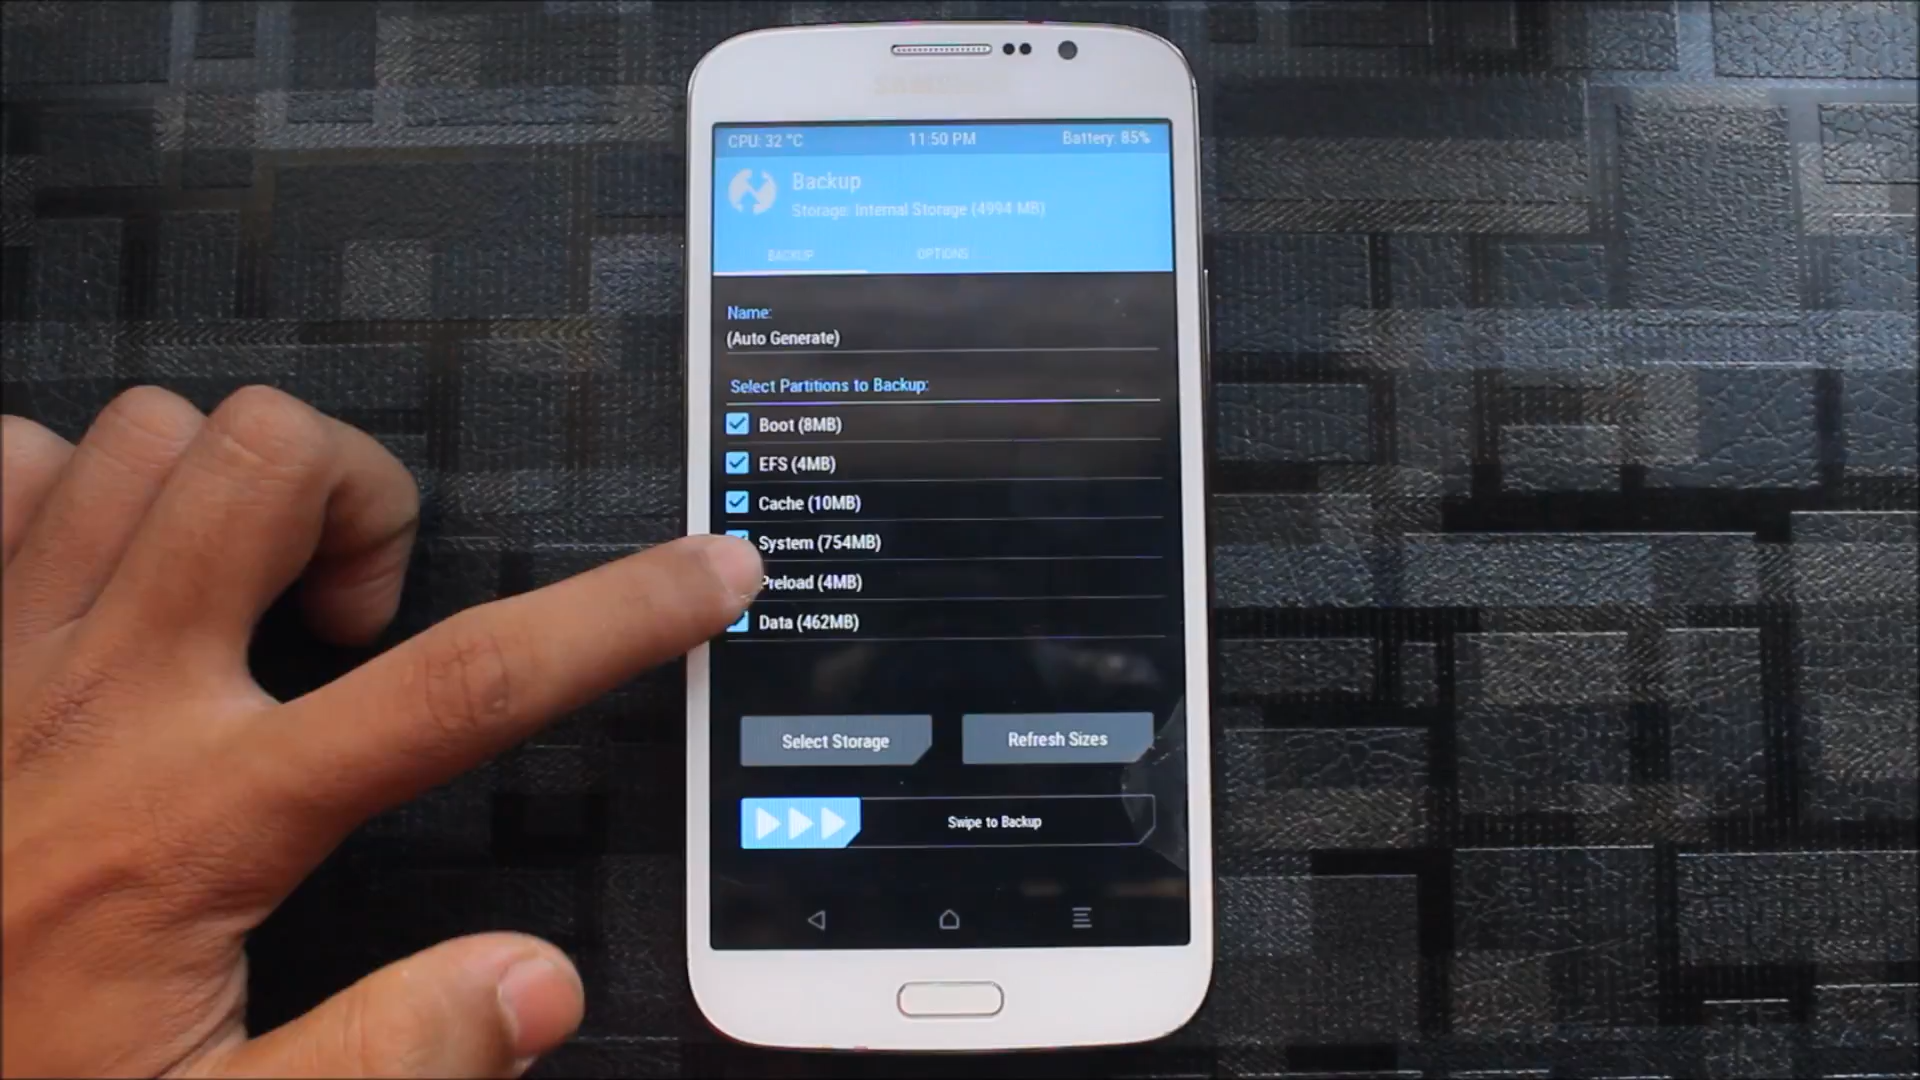 SAMSUNG
CPU: 32 °C 11:50 PM Battery: 85%
Backup
Storage: Internal Storage (4994 MB)
BACKUP OPTIONS
Name:
(Auto Generate)
Select Partitions to Backup:
Boot (8MB)
EFS (4MB)
Cache (10MB)
System (754MB)
Preload (4MB)
Data (462MB)
Select Storage Refresh Sizes
Swipe to Backup